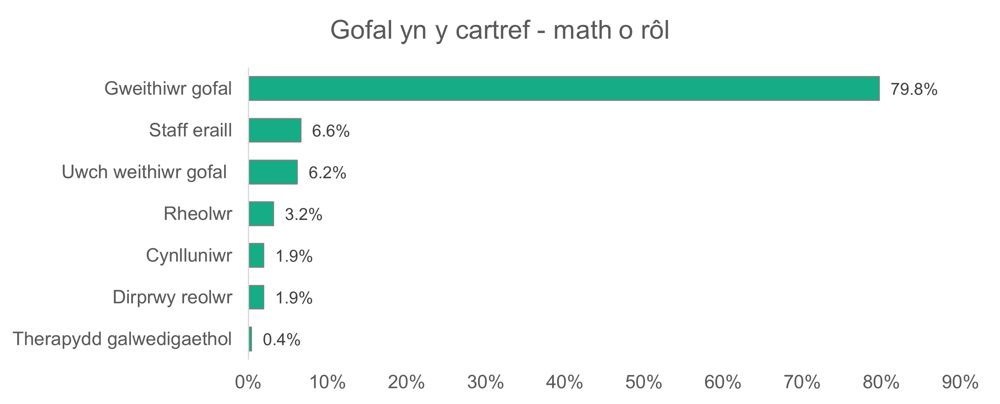 Gofal yn y cartref - math o rôl
Gweithiwr gofal 79.8%
Staff eraill 6.6%
Uwch weithiwr gofal 6.2%
Rheolwr 3.2%
Cynlluniwr 1.9%
Dirprwy reolwr 1.9%
Therapydd galwedigaethol 0.4%
0% 10% 20% 30% 40% 50% 60% 70% 80% 90%